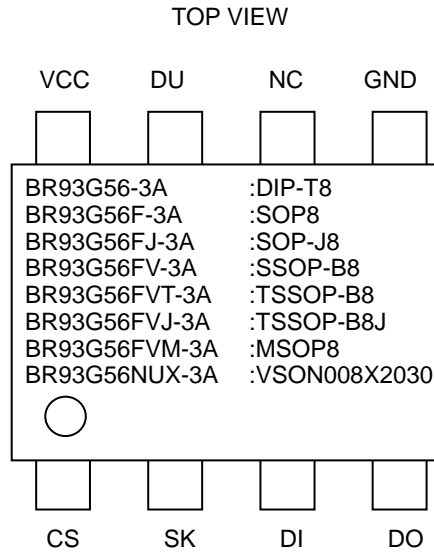 TOP VIEW
VCC DU NC GND
BR93G56-3A :DIP-T8
BR93G56F-3A :SOP8
BR93G56FJ-3A :SOP-J8
BR93G56FV-3A :SSOP-B8
BR93G56FVT-3A :TSSOP-B8
BR93G56FVJ-3A :TSSOP-B8J
BR93G56FVM-3A :MSOP8
BR93G56NUX-3A :VSON008X2030
CS SK DI DO